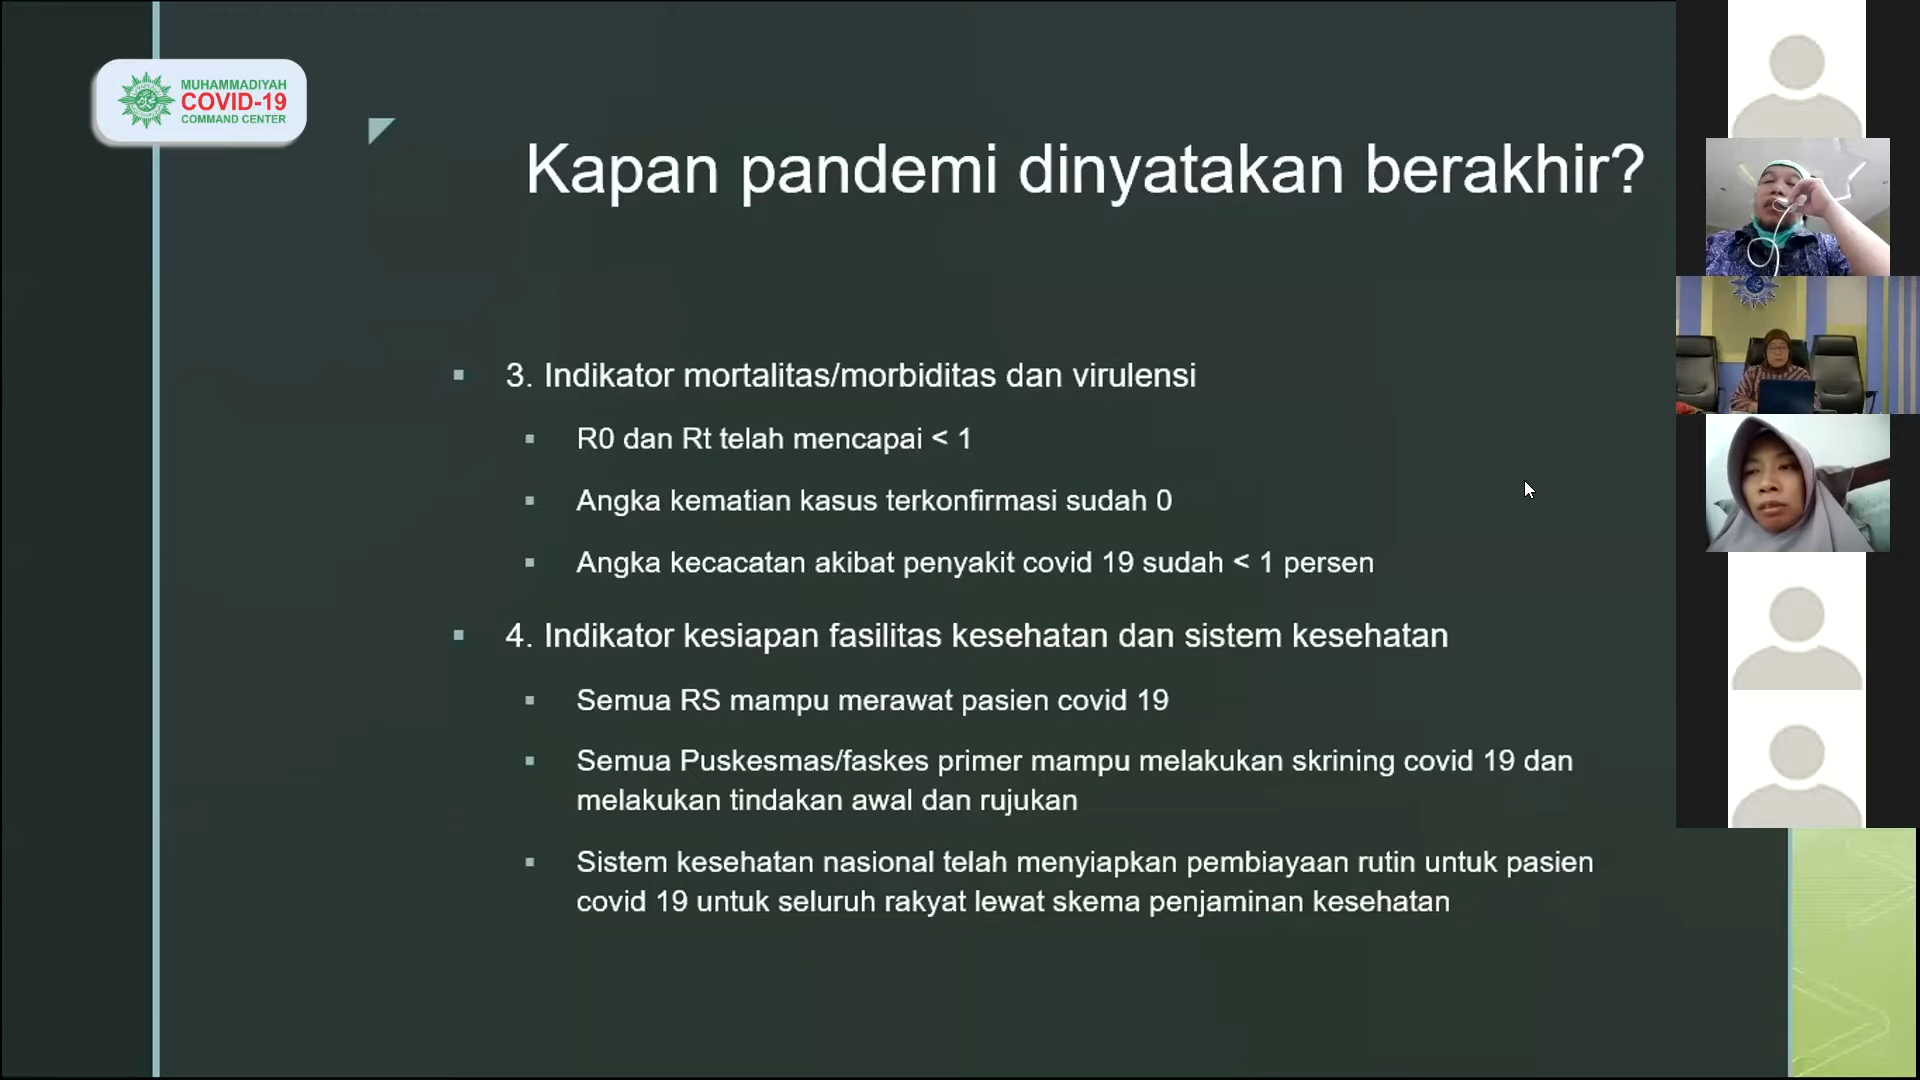 MUHAMMADIYAH
COVID-19
COMMAND CENTER
Kapan pandemi dinyatakan berakhir?
3. Indikator mortalitas/morbiditas dan virulensi
R0 dan Rt telah mencapai < 1
Angka kematian kasus terkonfirmasi sudah 0
Angka kecacatan akibat penyakit covid 19 sudah < 1 persen
4. Indikator kesiapan fasilitas kesehatan dan sistem kesehatan
Semua RS mampu merawat pasien covid 19
Semua Puskesmas/faskes primer mampu melakukan skrining covid 19 dan
melakukan tindakan awal dan rujukan
Sistem kesehatan nasional telah menyiapkan pembiayaan rutin untuk pasien
covid 19 untuk seluruh rakyat lewat skema penjaminan kesehatan